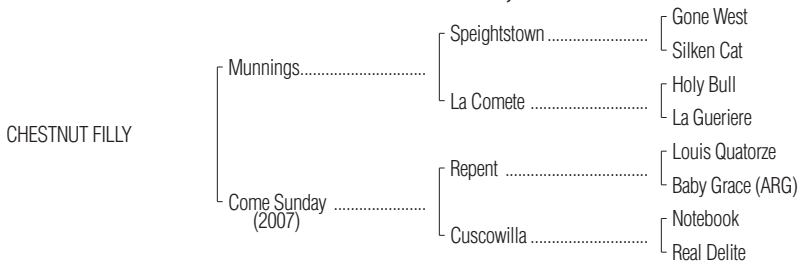 Gone West
Speightstown
Silken Cat
Munnings
Holy Bull
La Comete
La Gueriere
CHESTNUT FILLY
Louis Quatorze
Repent
Baby Grace (ARG)
Come Sunday
(2007)
Notebook
Cuscowilla
Real Delite